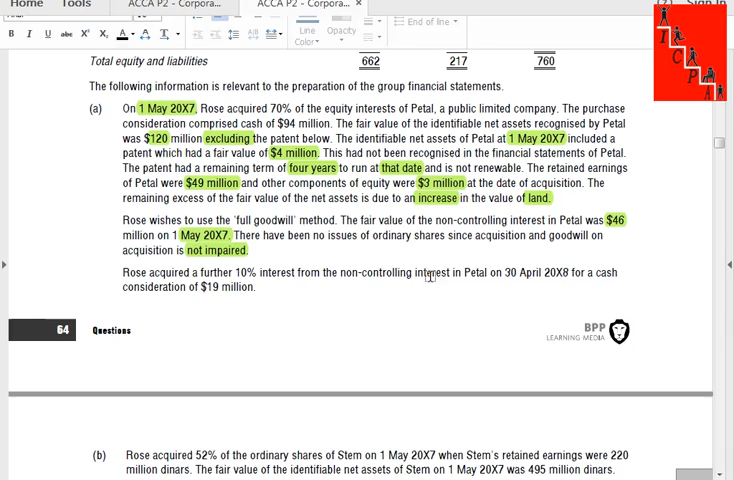 Home Tools ACCA P2 - Corpora... ACCA P2 - Corpora... × Sign In
B I U abc X² X₂ A T Line Color Opacity End of line
Total equity and liabilities 662 217 760
The following information is relevant to the preparation of the group financial statements.
(a) On 1 May 20X7, Rose acquired 70% of the equity interests of Petal, a public limited company. The purchase
consideration comprised cash of $94 million. The fair value of the identifiable net assets recognised by Petal
was $120 million excluding the patent below. The identifiable net assets of Petal at 1 May 20X7 included a
patent which had a fair value of $4 million. This had not been recognised in the financial statements of Petal.
The patent had a remaining term of four years to run at that date and is not renewable. The retained earnings
of Petal were $49 million and other components of equity were $3 million at the date of acquisition. The
remaining excess of the fair value of the net assets is due to an increase in the value of land.
Rose wishes to use the 'full goodwill' method. The fair value of the non-controlling interest in Petal was $46
million on 1 May 20X7. There have been no issues of ordinary shares since acquisition and goodwill on
acquisition is not impaired.
Rose acquired a further 10% interest from the non-controlling interest in Petal on 30 April 20X8 for a cash
consideration of $19 million.
64 Questions BPP
LEARNING MEDIA
(b) Rose acquired 52% of the ordinary shares of Stem on 1 May 20X7 when Stem's retained earnings were 220
million dinars. The fair value of the identifiable net assets of Stem on 1 May 20X7 was 495 million dinars.
I
C
P
A